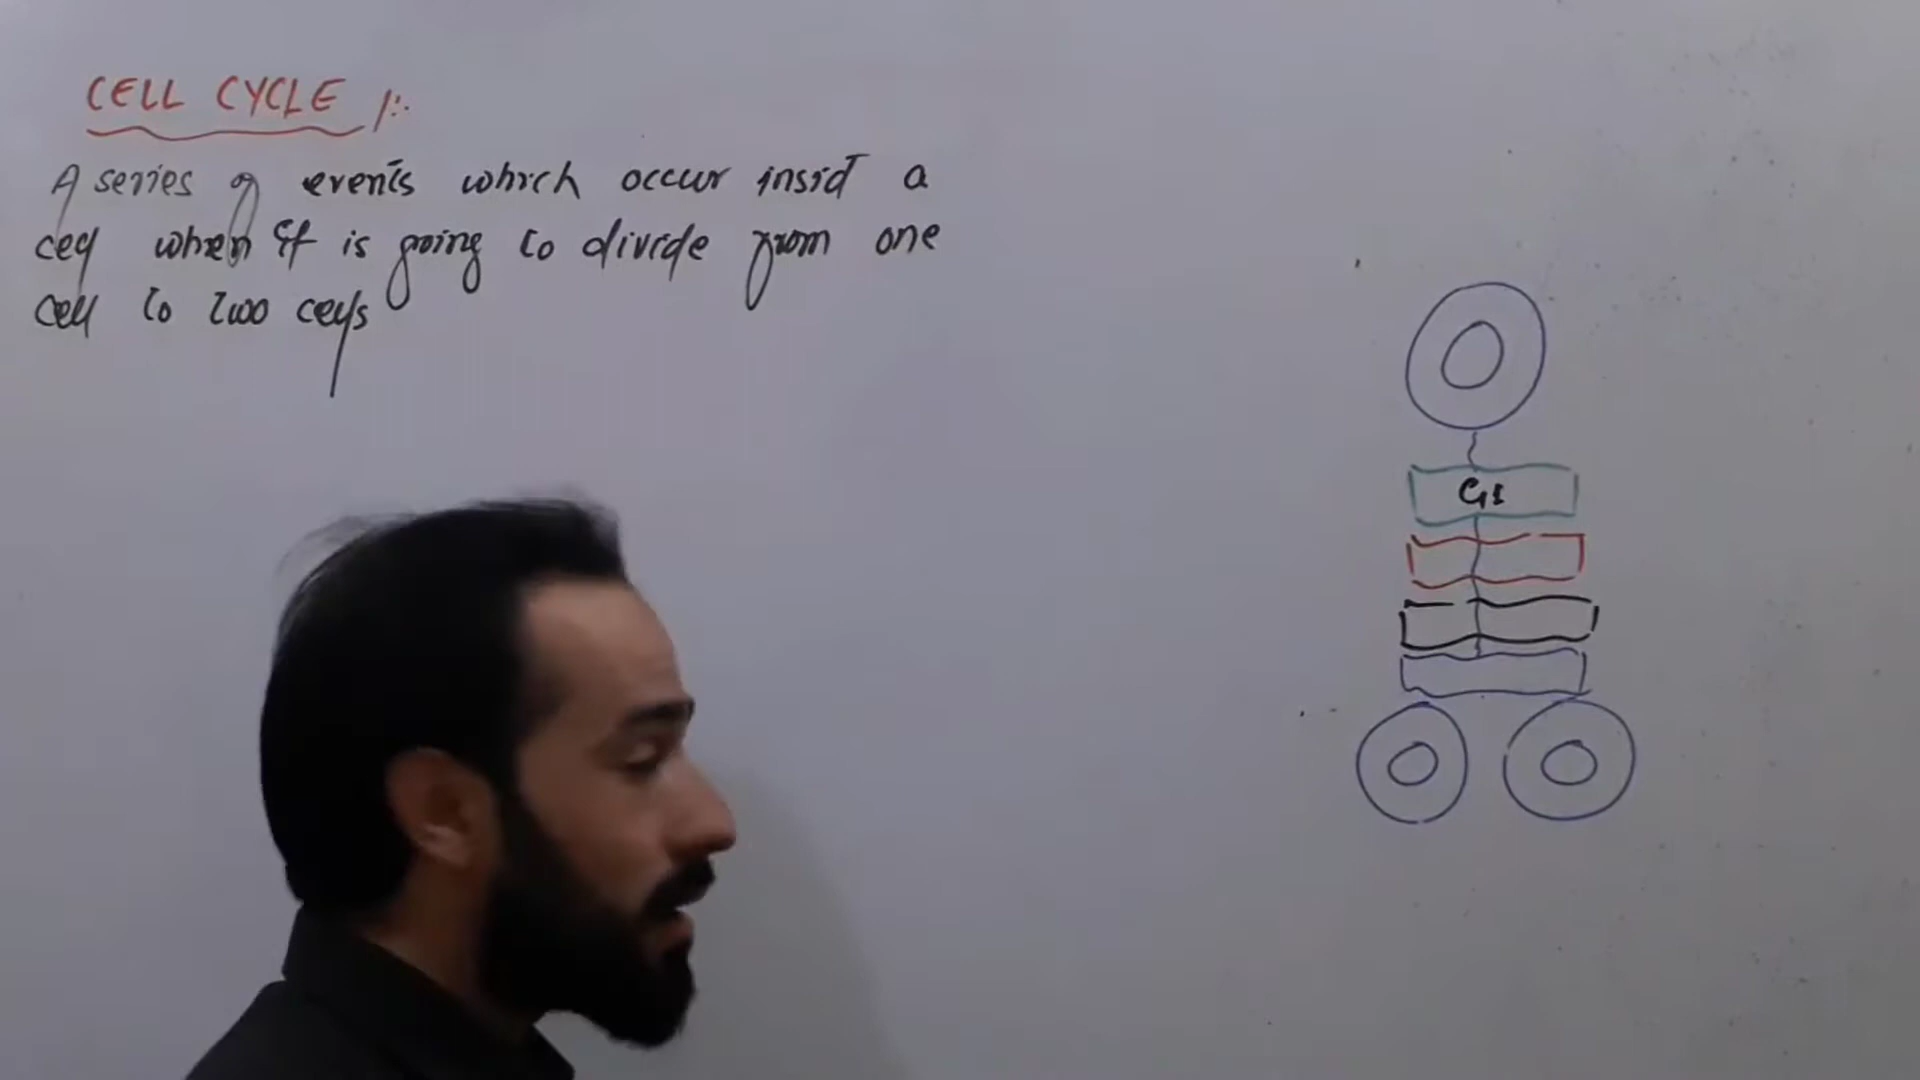 CELL CYCLE :-
A series of events which occur insid a
cell when it is going to divide from one
cell to two cells
G1